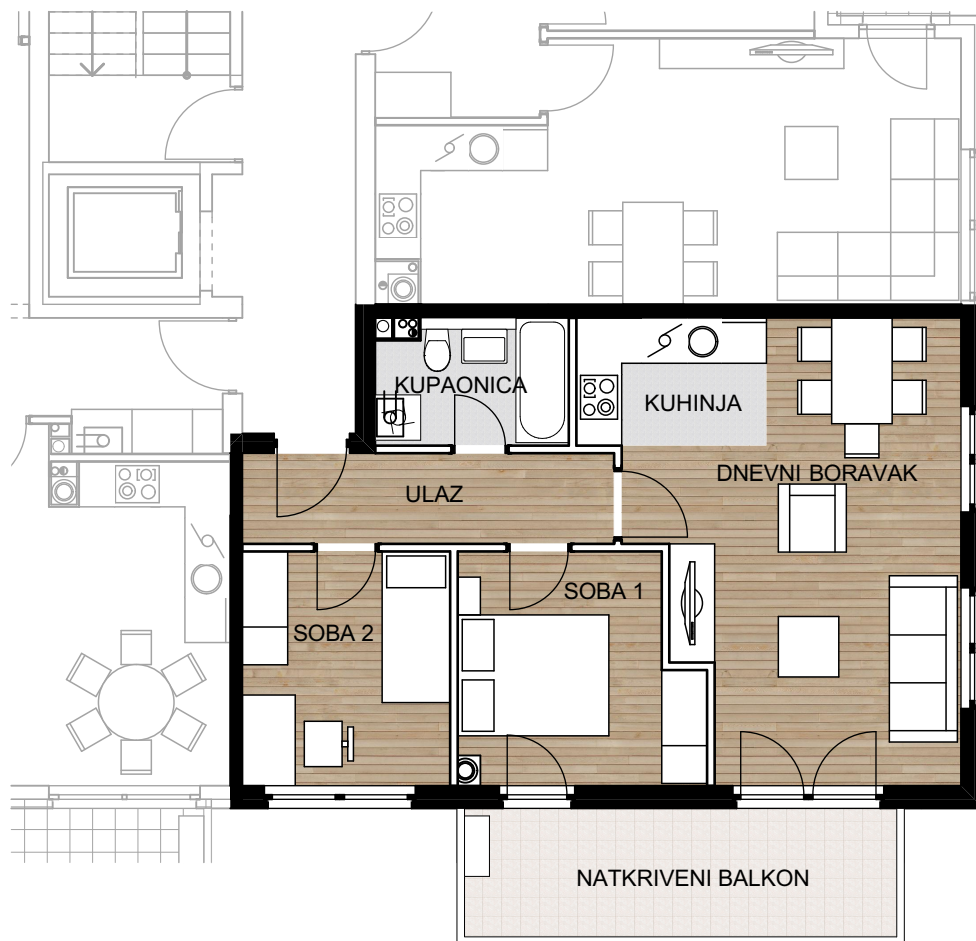 KUPAONICA
KUHINJA
DNEVNI BORAVAK
ULAZ
SOBA 1
SOBA 2
NATKRIVENI BALKON